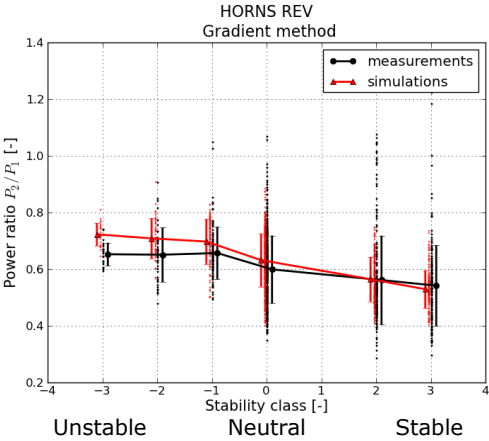 HORNS REV
Gradient method
1.4
1.2
1.0
0.8
0.6
0.4
0.2
Power ratio P2/P1 [-]
measurements
simulations
−4 −3 −2 −1 0 1 2 3 4
Stability class [-]
Unstable Neutral Stable